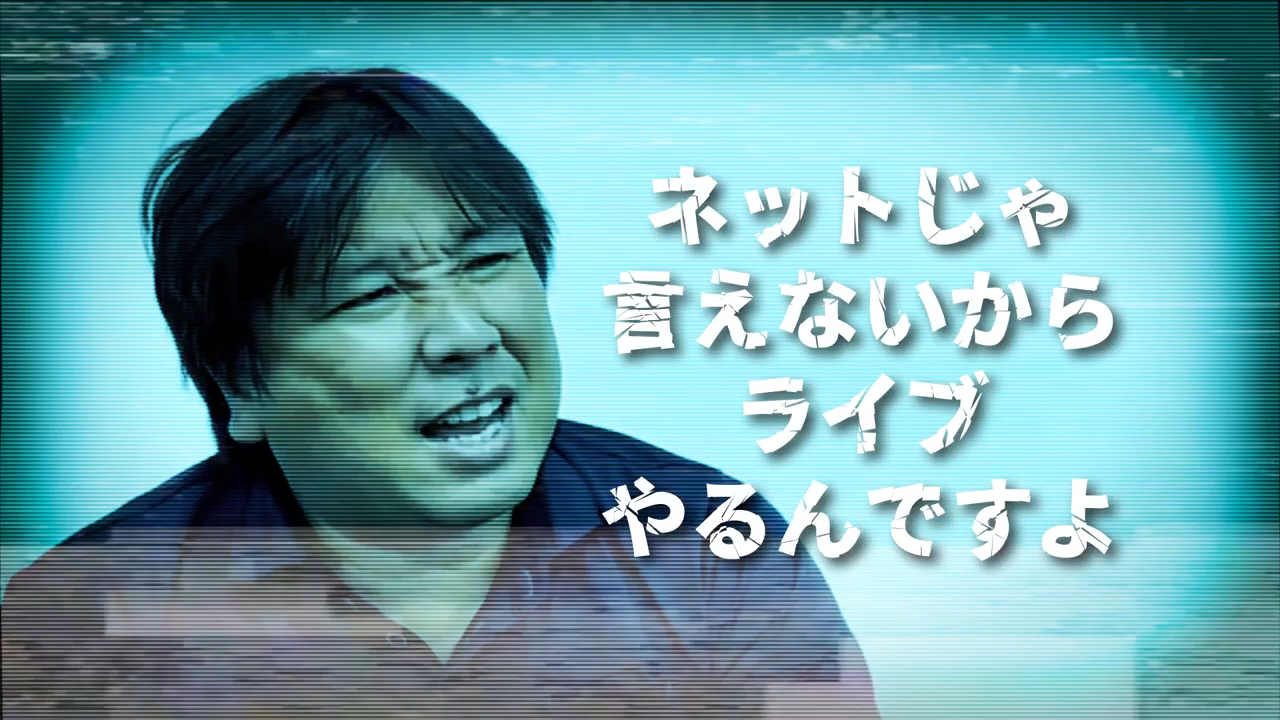 ネットじゃ
言えないから
ライブ
やるんですよ